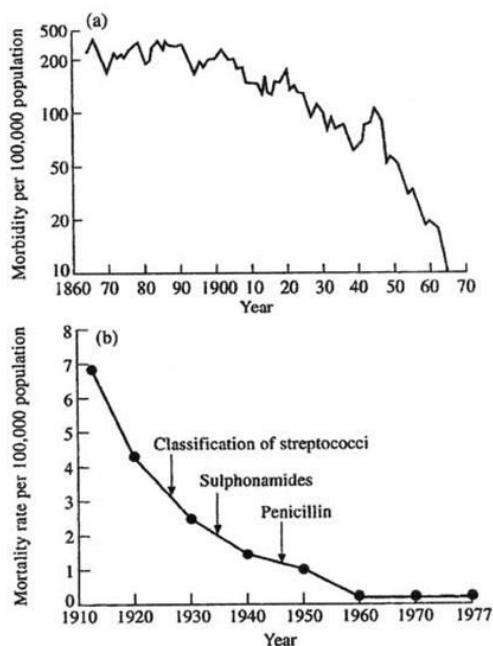 (a)
Morbidity per 100,000 population
500
200
100
50
20
10
1860 70 80 90 1900 10 20 30 40 50 57 60 70
Year
(b)
Mortality rate per 100,000 population
8
7
6
5
4
3
2
1
0
Classification of streptococci
Sulphonamides
Penicillin
1910 1920 1930 1940 1950 1960 1970 1977
Year